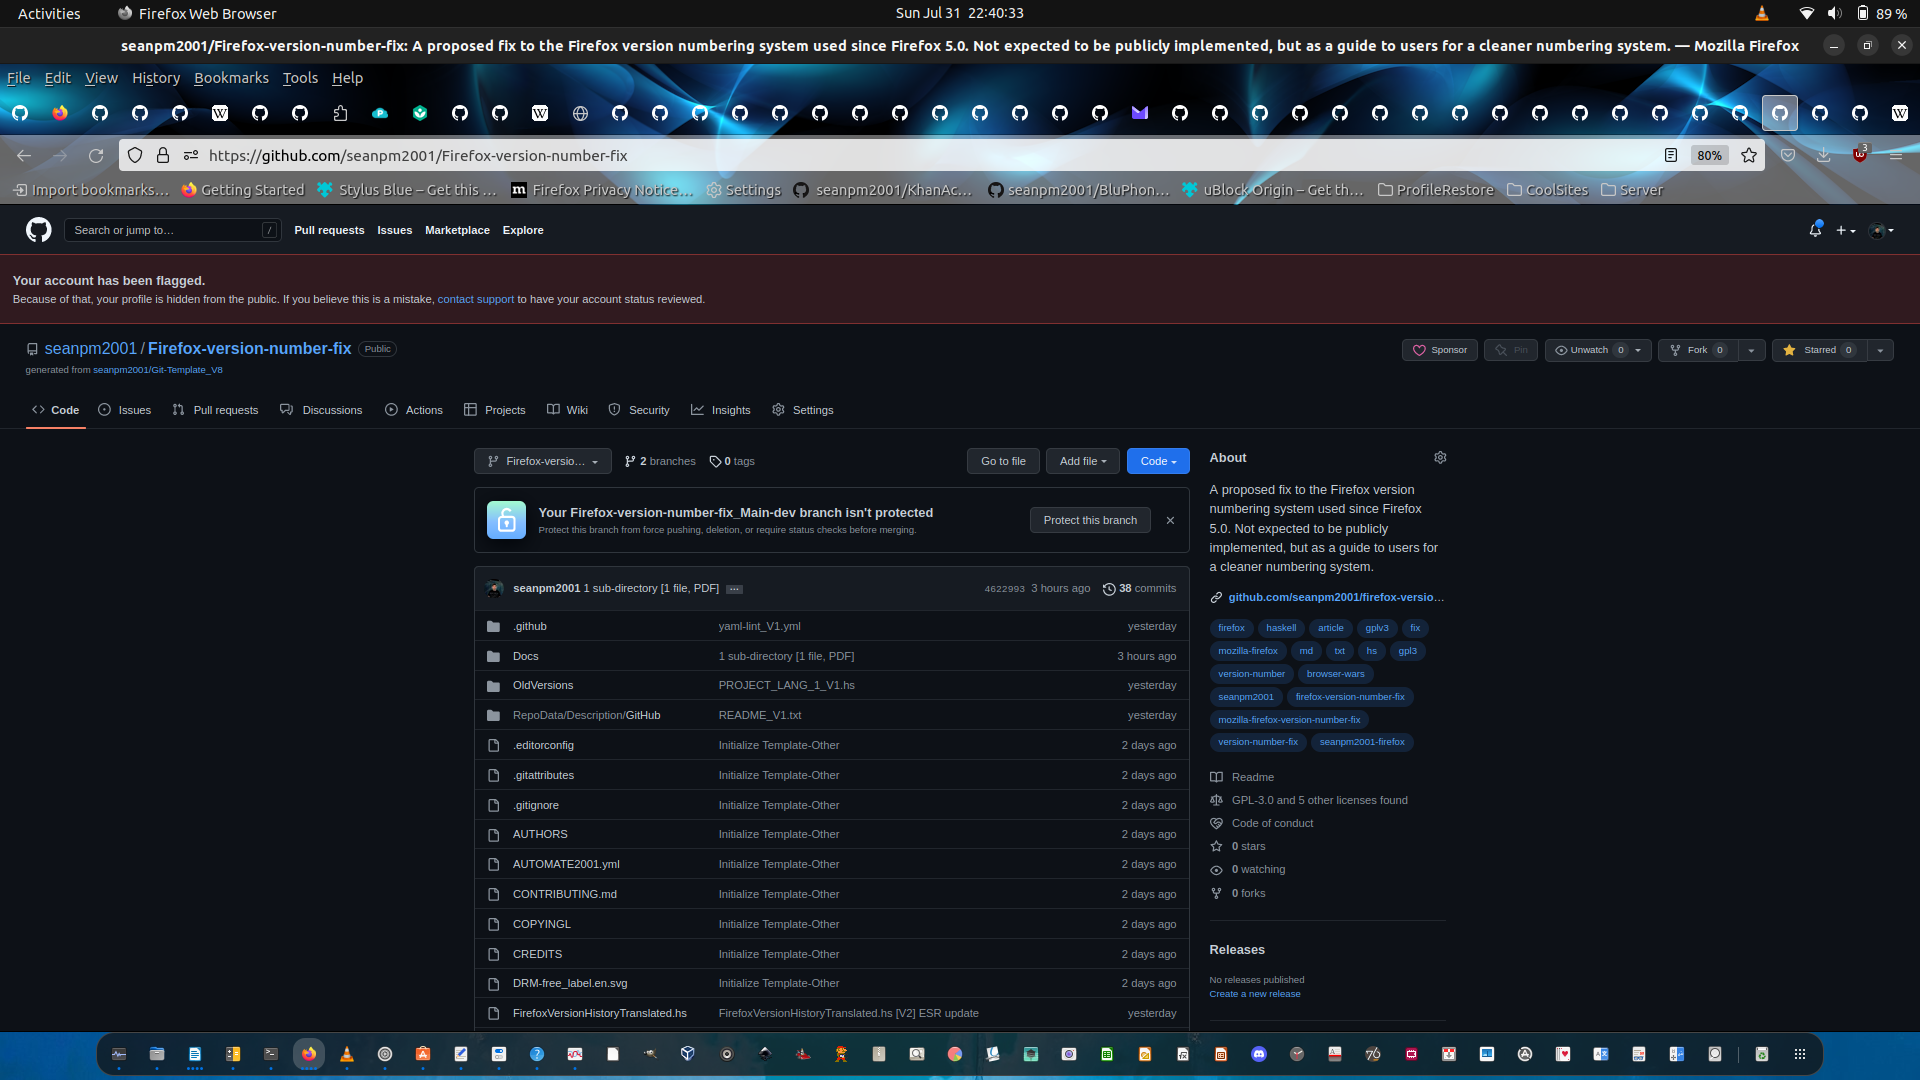 Activities Firefox Web Browser Sun Jul 31 22:40:33 89 %
seanpm2001/Firefox-version-number-fix: A proposed fix to the Firefox version numbering system used since Firefox 5.0. Not expected to be publicly implemented, but as a guide to users for a cleaner numbering system. — Mozilla Firefox
File Edit View History Bookmarks Tools Help
https://github.com/seanpm2001/Firefox-version-number-fix 80% 3
Import bookmarks… Getting Started Stylus Blue – Get this … Firefox Privacy Notice… Settings seanpm2001/KhanAc… seanpm2001/BluPhon… uBlock Origin – Get th… ProfileRestore CoolSites Server
Search or jump to… / Pull requests Issues Marketplace Explore
Your account has been flagged.
Because of that, your profile is hidden from the public. If you believe this is a mistake, contact support to have your account status reviewed.
seanpm2001 / Firefox-version-number-fix Public Sponsor Pin Unwatch 0 Fork 0 Starred 0
generated from seanpm2001/Git-Template_V8
Code Issues Pull requests Discussions Actions Projects Wiki Security Insights Settings
Firefox-versio… 2 branches 0 tags Go to file Add file Code
Your Firefox-version-number-fix_Main-dev branch isn't protected
Protect this branch from force pushing, deletion, or require status checks before merging.
Protect this branch
seanpm2001 1 sub-directory [1 file, PDF] … 4622993 3 hours ago 38 commits
.github yaml-lint_V1.yml yesterday
Docs 1 sub-directory [1 file, PDF] 3 hours ago
OldVersions PROJECT_LANG_1_V1.hs yesterday
RepoData/Description/GitHub README_V1.txt yesterday
.editorconfig Initialize Template-Other 2 days ago
.gitattributes Initialize Template-Other 2 days ago
.gitignore Initialize Template-Other 2 days ago
AUTHORS Initialize Template-Other 2 days ago
AUTOMATE2001.yml Initialize Template-Other 2 days ago
CONTRIBUTING.md Initialize Template-Other 2 days ago
COPYINGL Initialize Template-Other 2 days ago
CREDITS Initialize Template-Other 2 days ago
DRM-free_label.en.svg Initialize Template-Other 2 days ago
FirefoxVersionHistoryTranslated.hs FirefoxVersionHistoryTranslated.hs [V2] ESR update yesterday
About
A proposed fix to the Firefox version
numbering system used since Firefox
5.0. Not expected to be publicly
implemented, but as a guide to users for
a cleaner numbering system.
github.com/seanpm2001/firefox-versio…
firefox haskell article gplv3 fix
mozilla-firefox md txt hs gpl3
version-number browser-wars
seanpm2001 firefox-version-number-fix
mozilla-firefox-version-number-fix
version-number-fix seanpm2001-firefox
Readme
GPL-3.0 and 5 other licenses found
Code of conduct
0 stars
0 watching
0 forks
Releases
No releases published
Create a new release